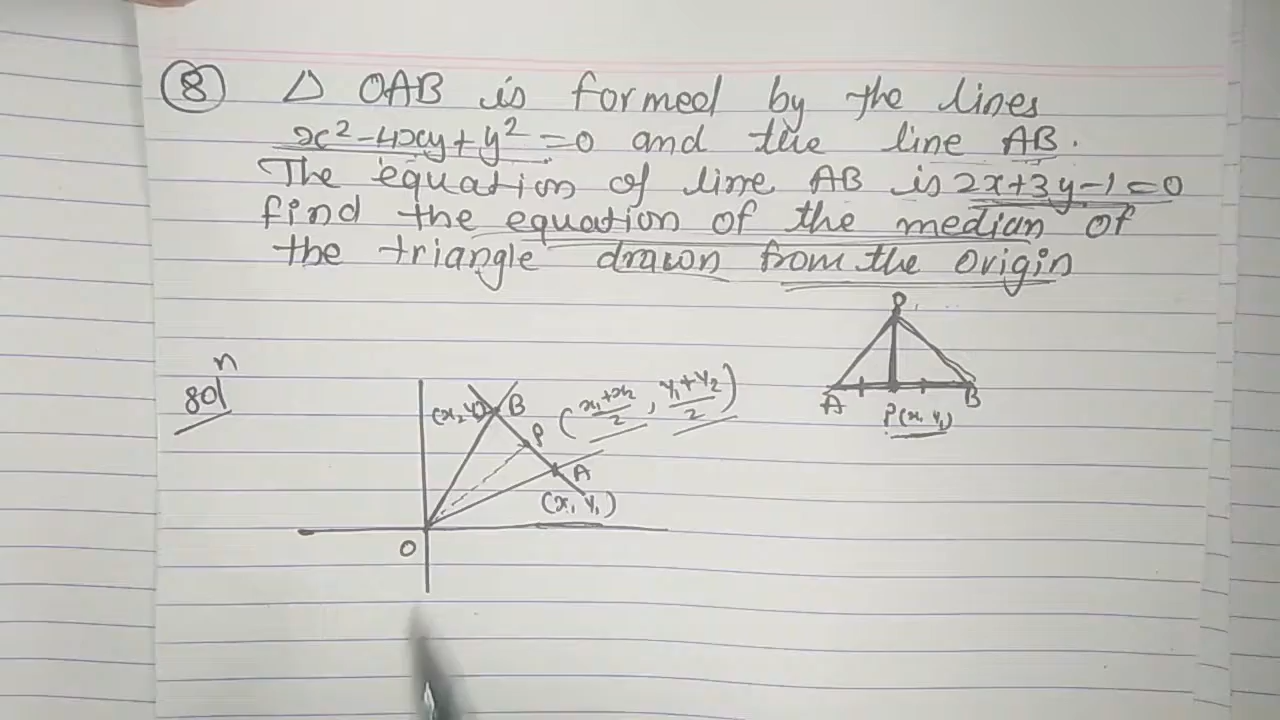 ⑧ △ OAB is formed by the lines
x²-4xy+y²=0 and the line AB.
The equation of line AB is 2x+3y-1=0
find the equation of the median of
the triangle drawn from the origin
Solⁿ
A B
P(x, y)
(x₂ y₂) B P (x₁+x₂/2, y₁+y₂/2)
A
(x₁ y₁)
O